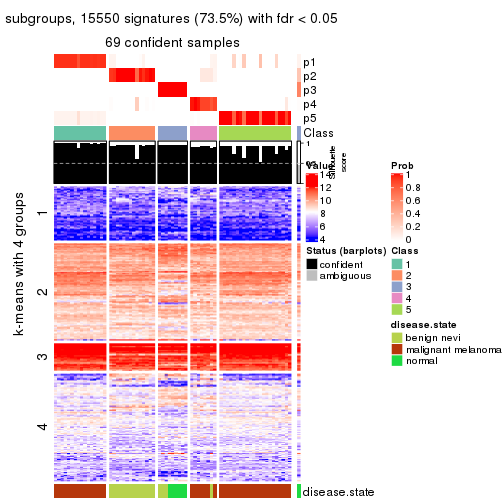 subgroups, 15550 signatures (73.5%) with fdr < 0.05
69 confident samples
p1
p2
p3
p4
p5
Class
1
silhouette
score
k-means with 4 groups
1
2
3
4
Value
14
12
10
8
6
4
Prob
1
0.8
0.6
0.4
0.2
0
Status (barplots)
confident
ambiguous
Class
1
2
3
4
5
disease.state
benign nevi
malignant melanoma
normal
disease.state